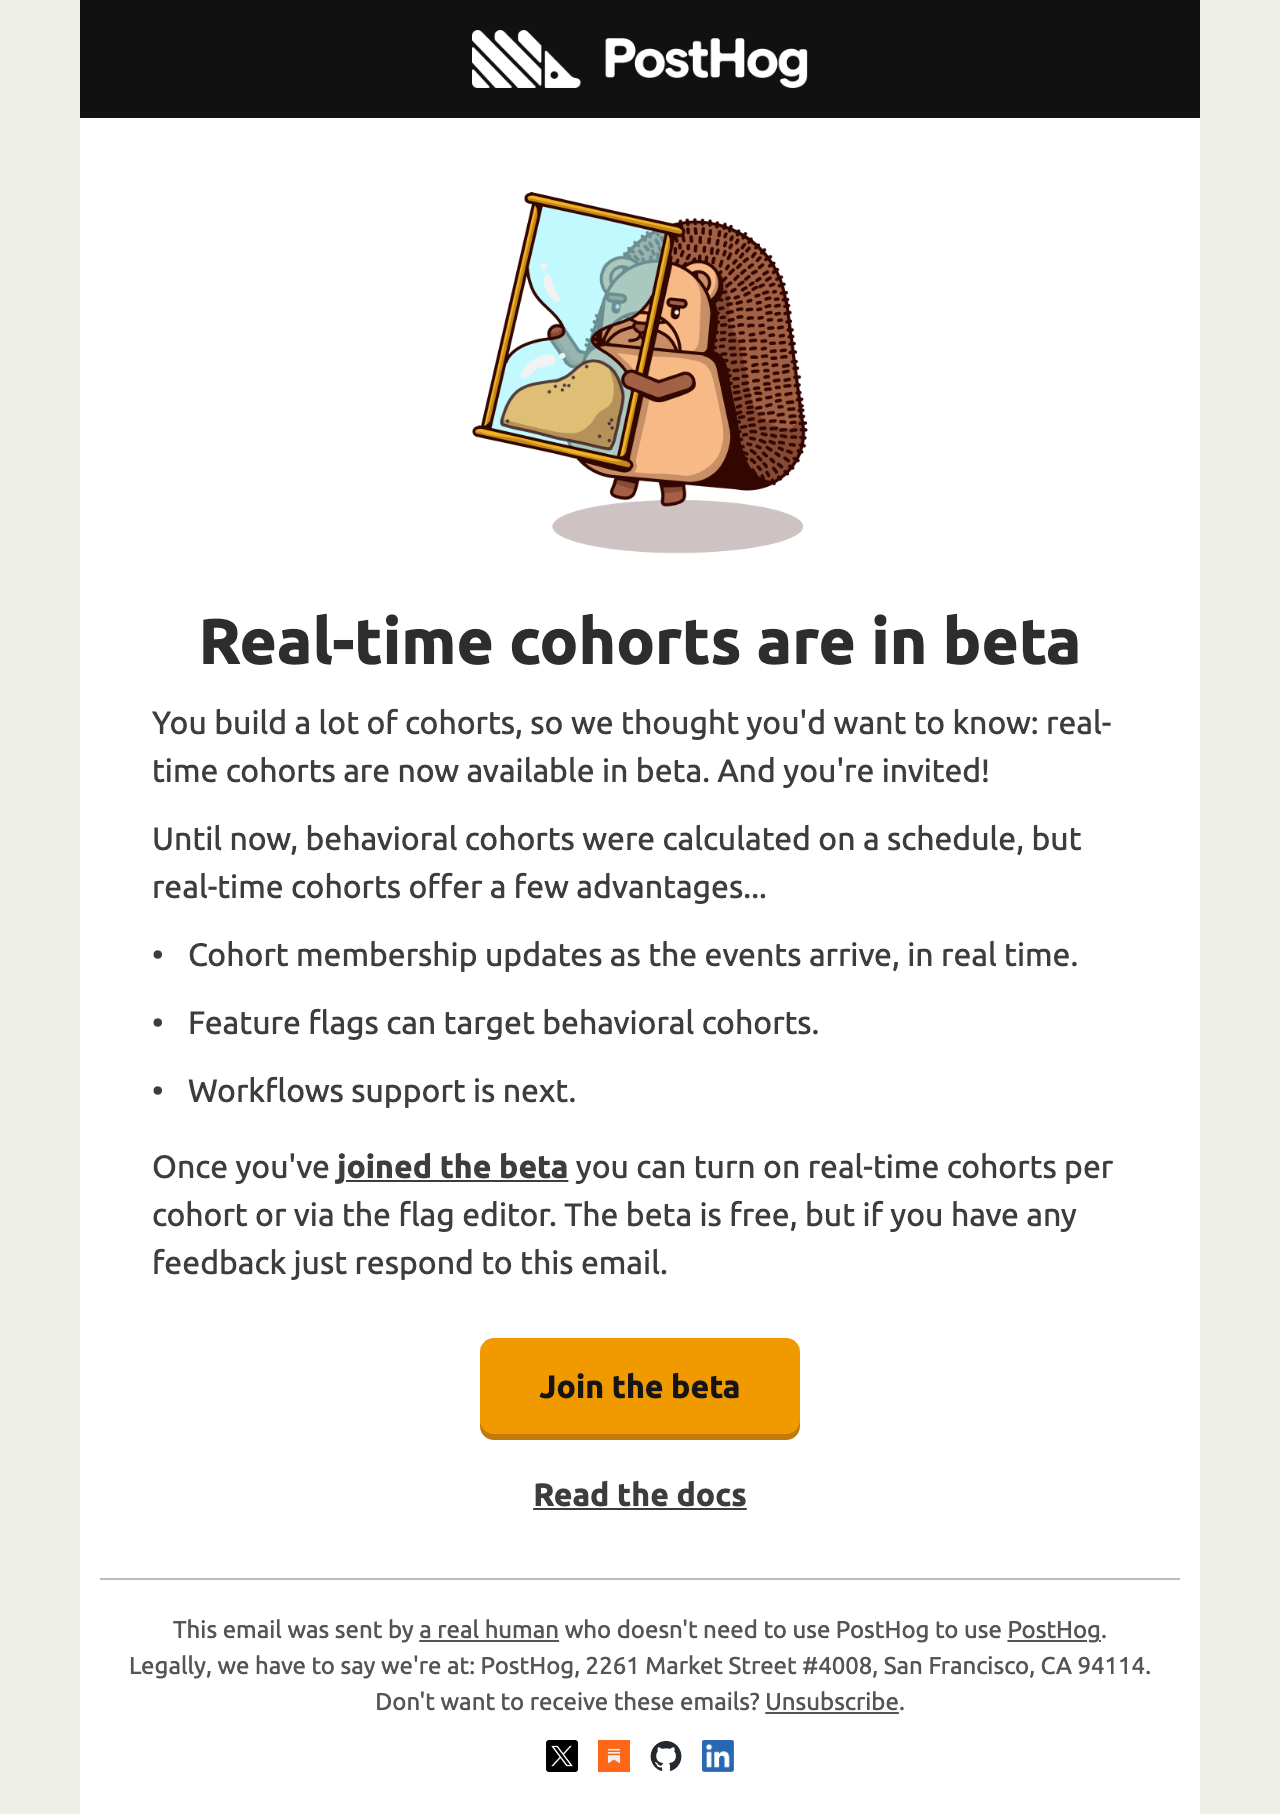 PostHog
Real-time cohorts are in beta
You build a lot of cohorts, so we thought you'd want to know: real-
time cohorts are now available in beta. And you're invited!
Until now, behavioral cohorts were calculated on a schedule, but
real-time cohorts offer a few advantages...
• Cohort membership updates as the events arrive, in real time.
• Feature flags can target behavioral cohorts.
• Workflows support is next.
Once you've joined the beta you can turn on real-time cohorts per
cohort or via the flag editor. The beta is free, but if you have any
feedback just respond to this email.
Join the beta
Read the docs
This email was sent by a real human who doesn't need to use PostHog to use PostHog.
Legally, we have to say we're at: PostHog, 2261 Market Street #4008, San Francisco, CA 94114.
Don't want to receive these emails? Unsubscribe.
X in